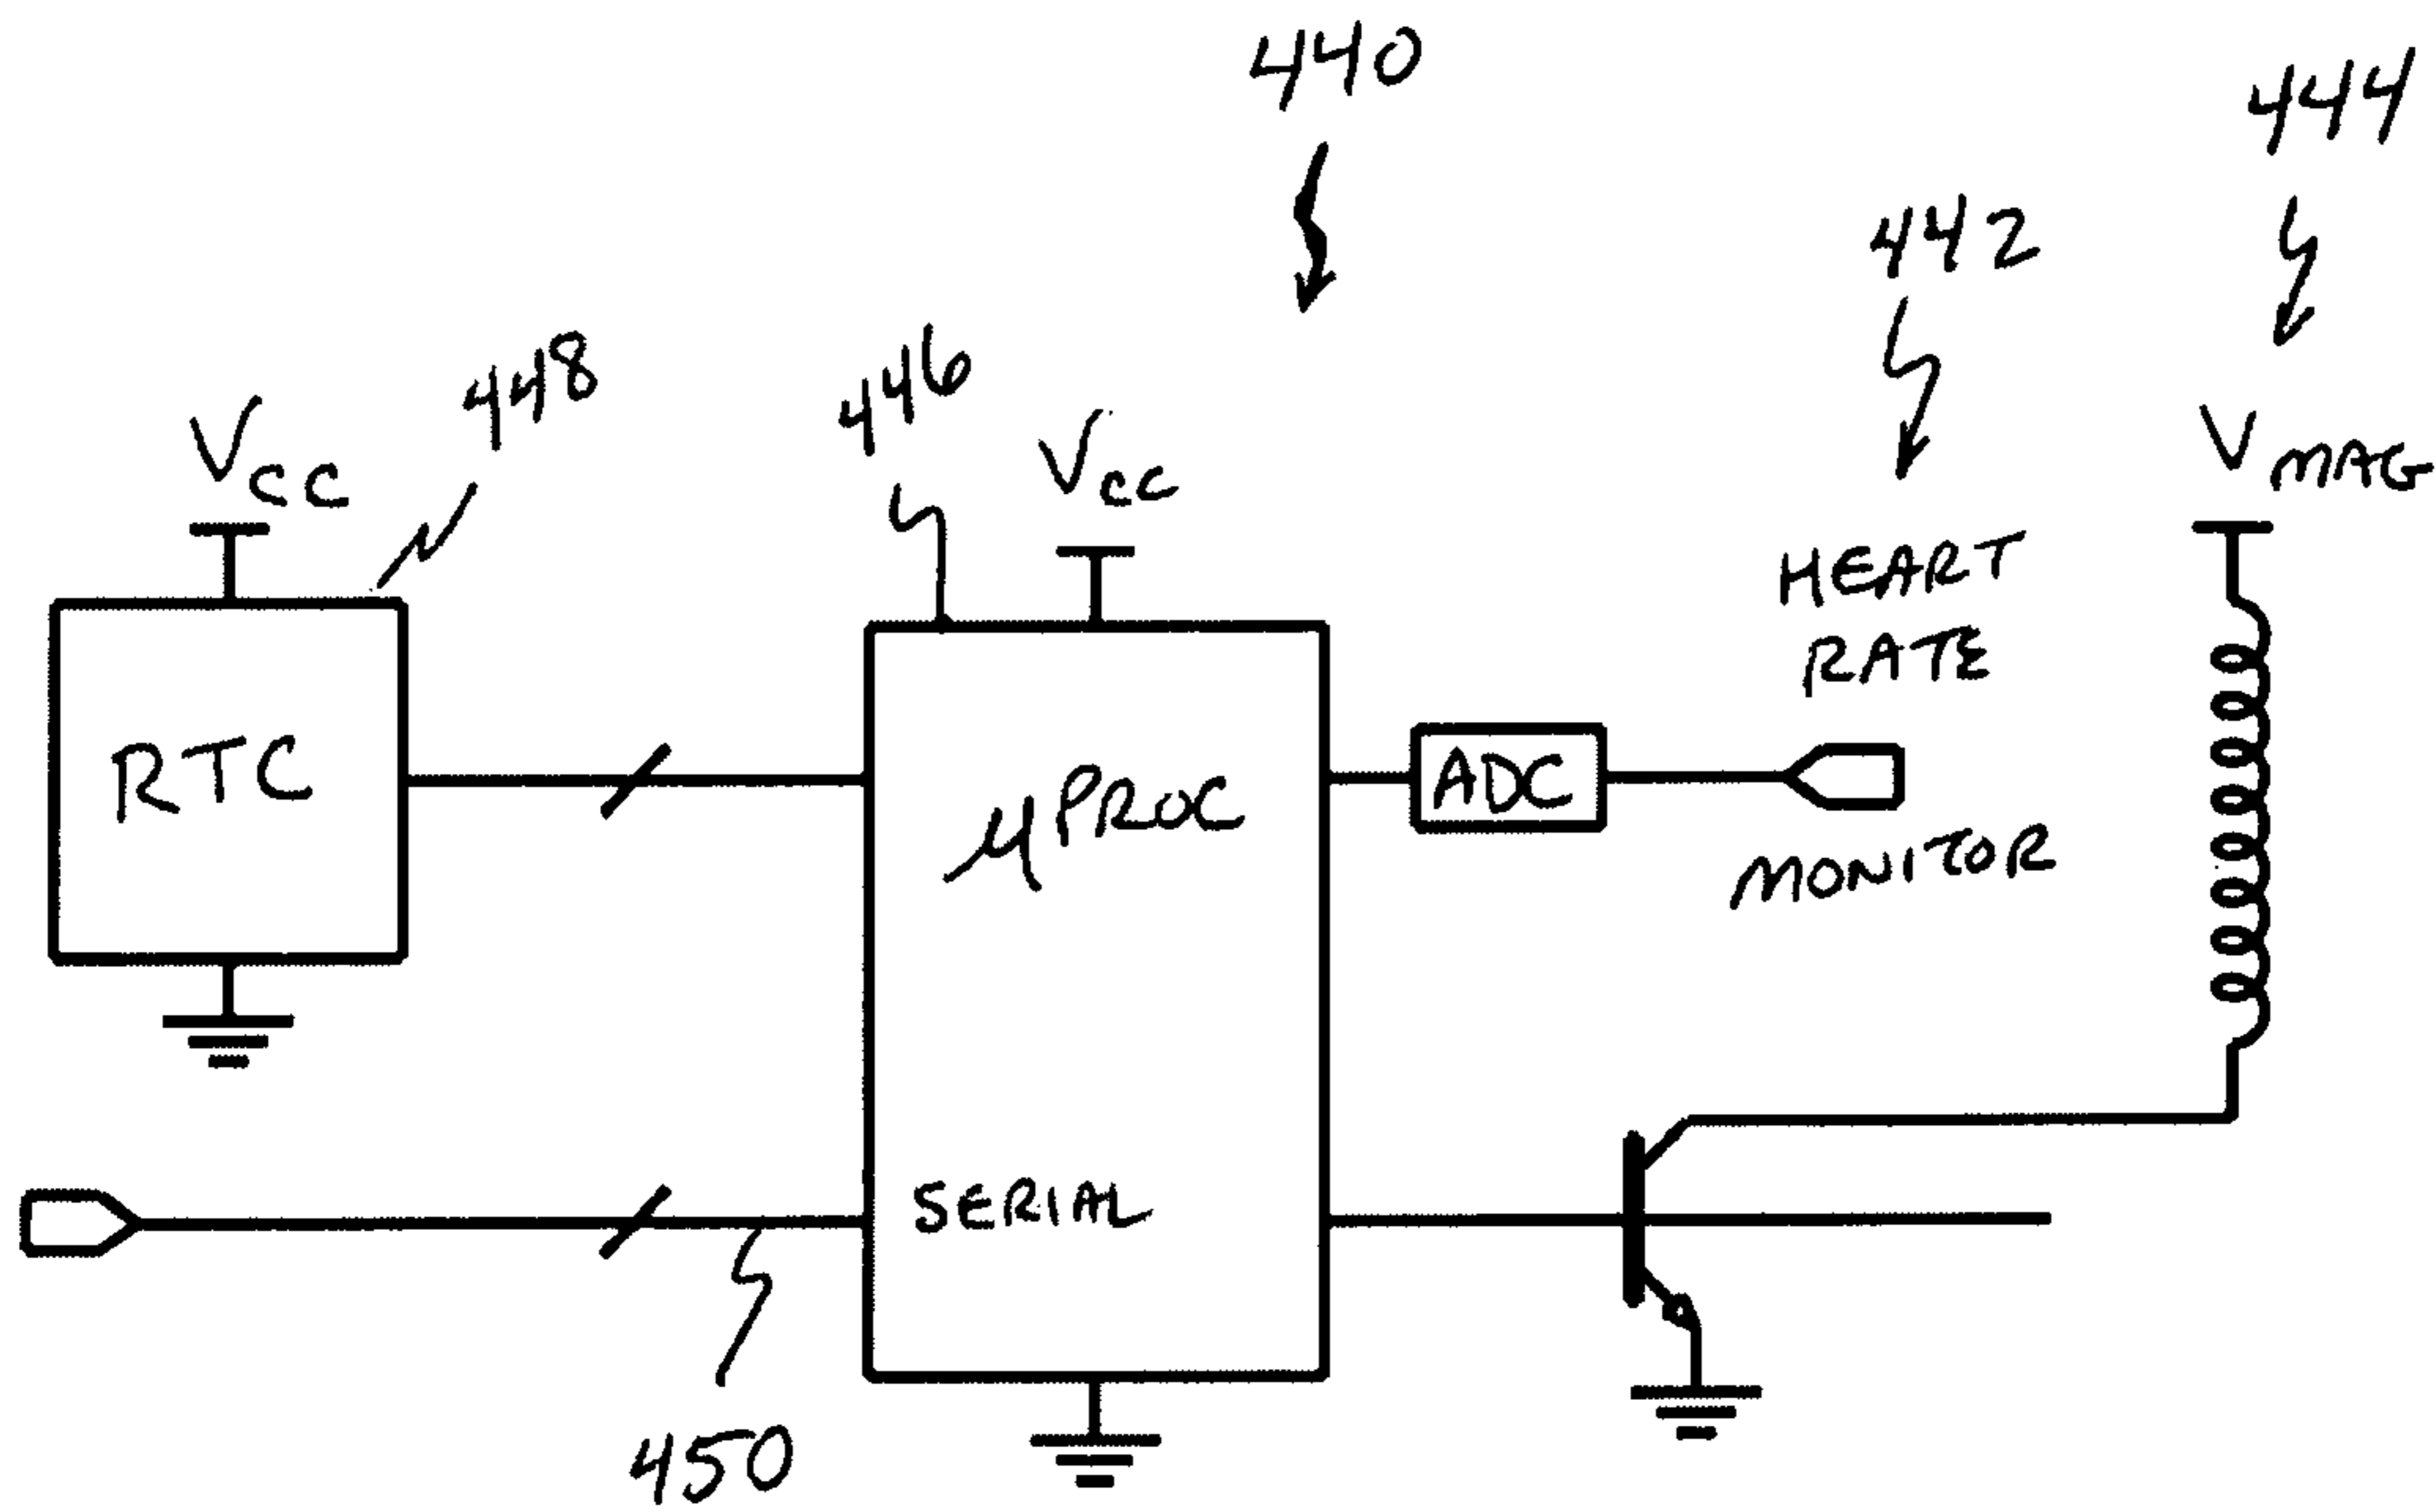 440
444
442
448
446
VCC
VCC
VMAG
HEART
RATE
MONITOR
RTC
µPROC
ADC
SERIAL
450